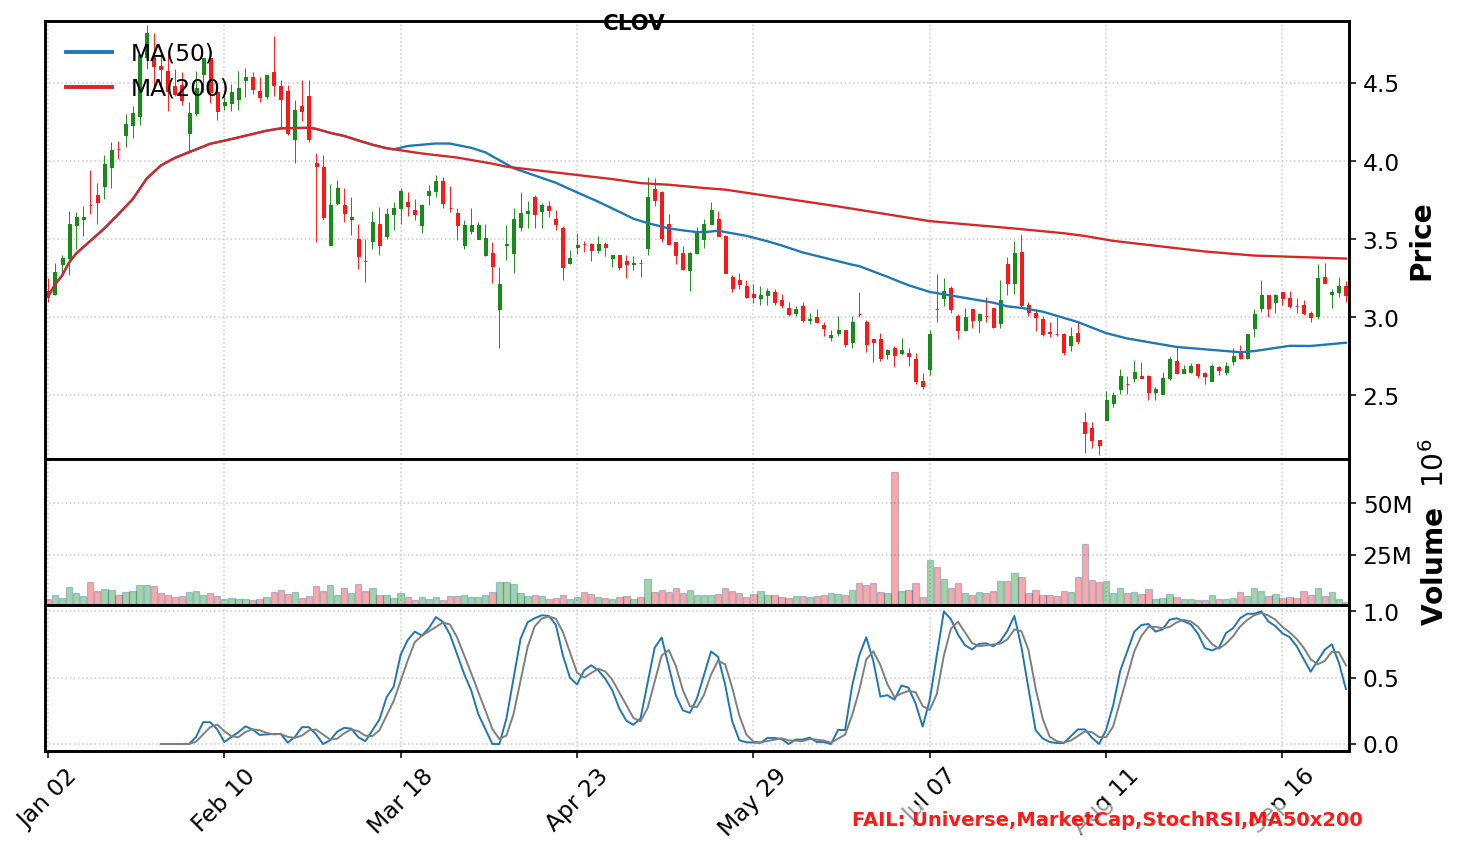 CLOV
MA(50)
MA(200)
4.5
4.0
3.5
3.0
2.5
Price
50M
25M
Volume 10^6
1.0
0.5
0.0
Jan 02
Feb 10
Mar 18
Apr 23
May 29
Jul 07
Aug 11
Sep 16
FAIL: Universe,MarketCap,StochRSI,MA50x200